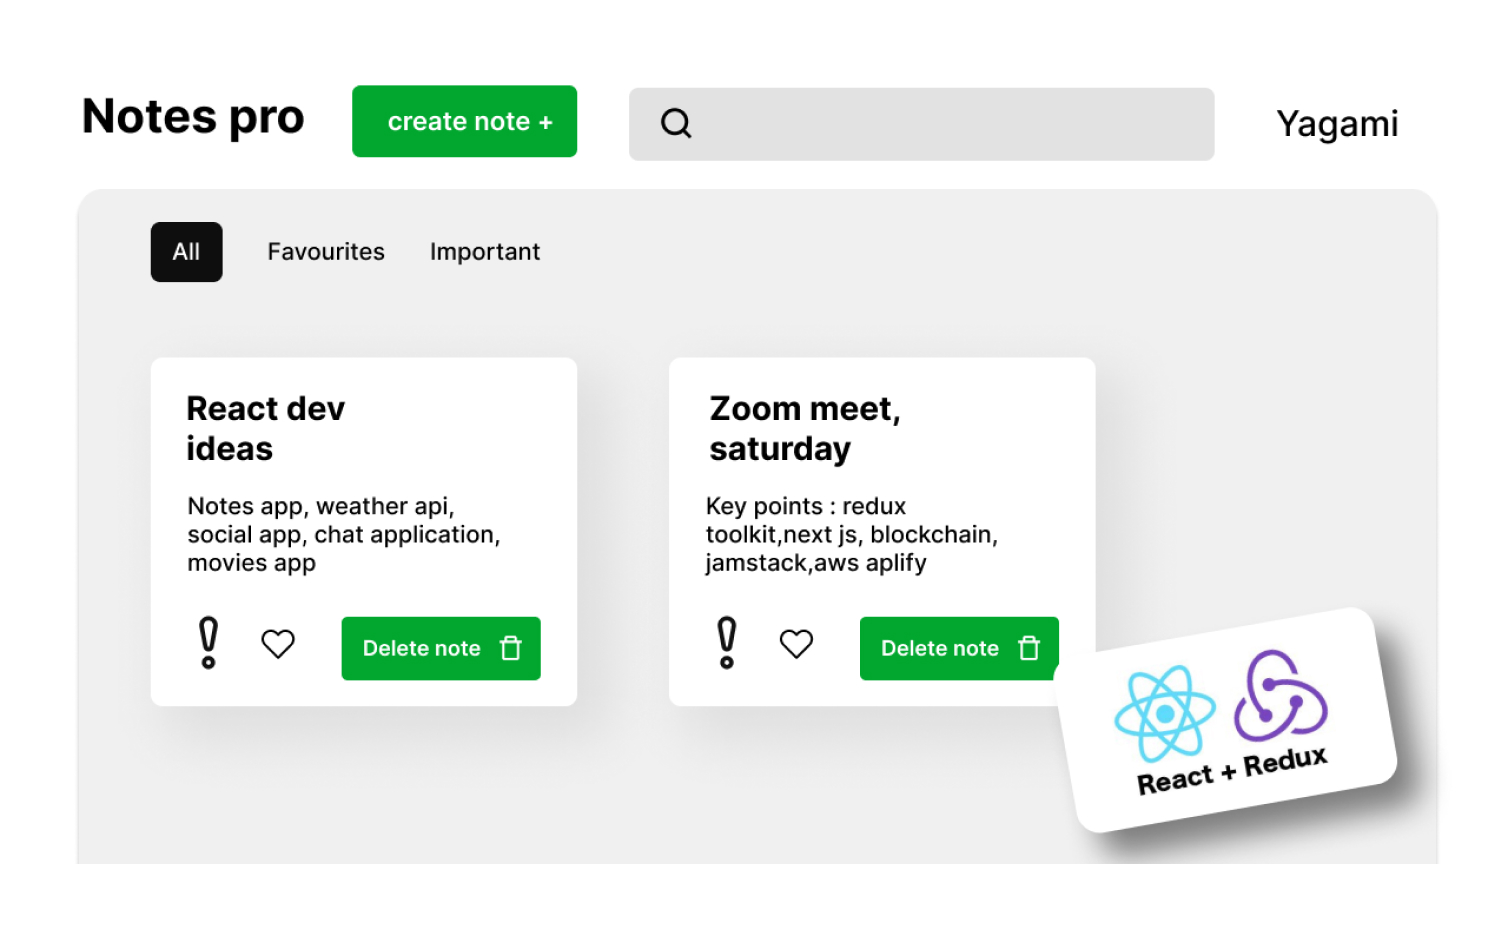 Notes pro
create note +
Yagami
All
Favourites
Important
React dev
ideas
Notes app, weather api,
social app, chat application,
movies app
Delete note
Zoom meet,
saturday
Key points : redux
toolkit,next js, blockchain,
jamstack,aws aplify
Delete note
React + Redux